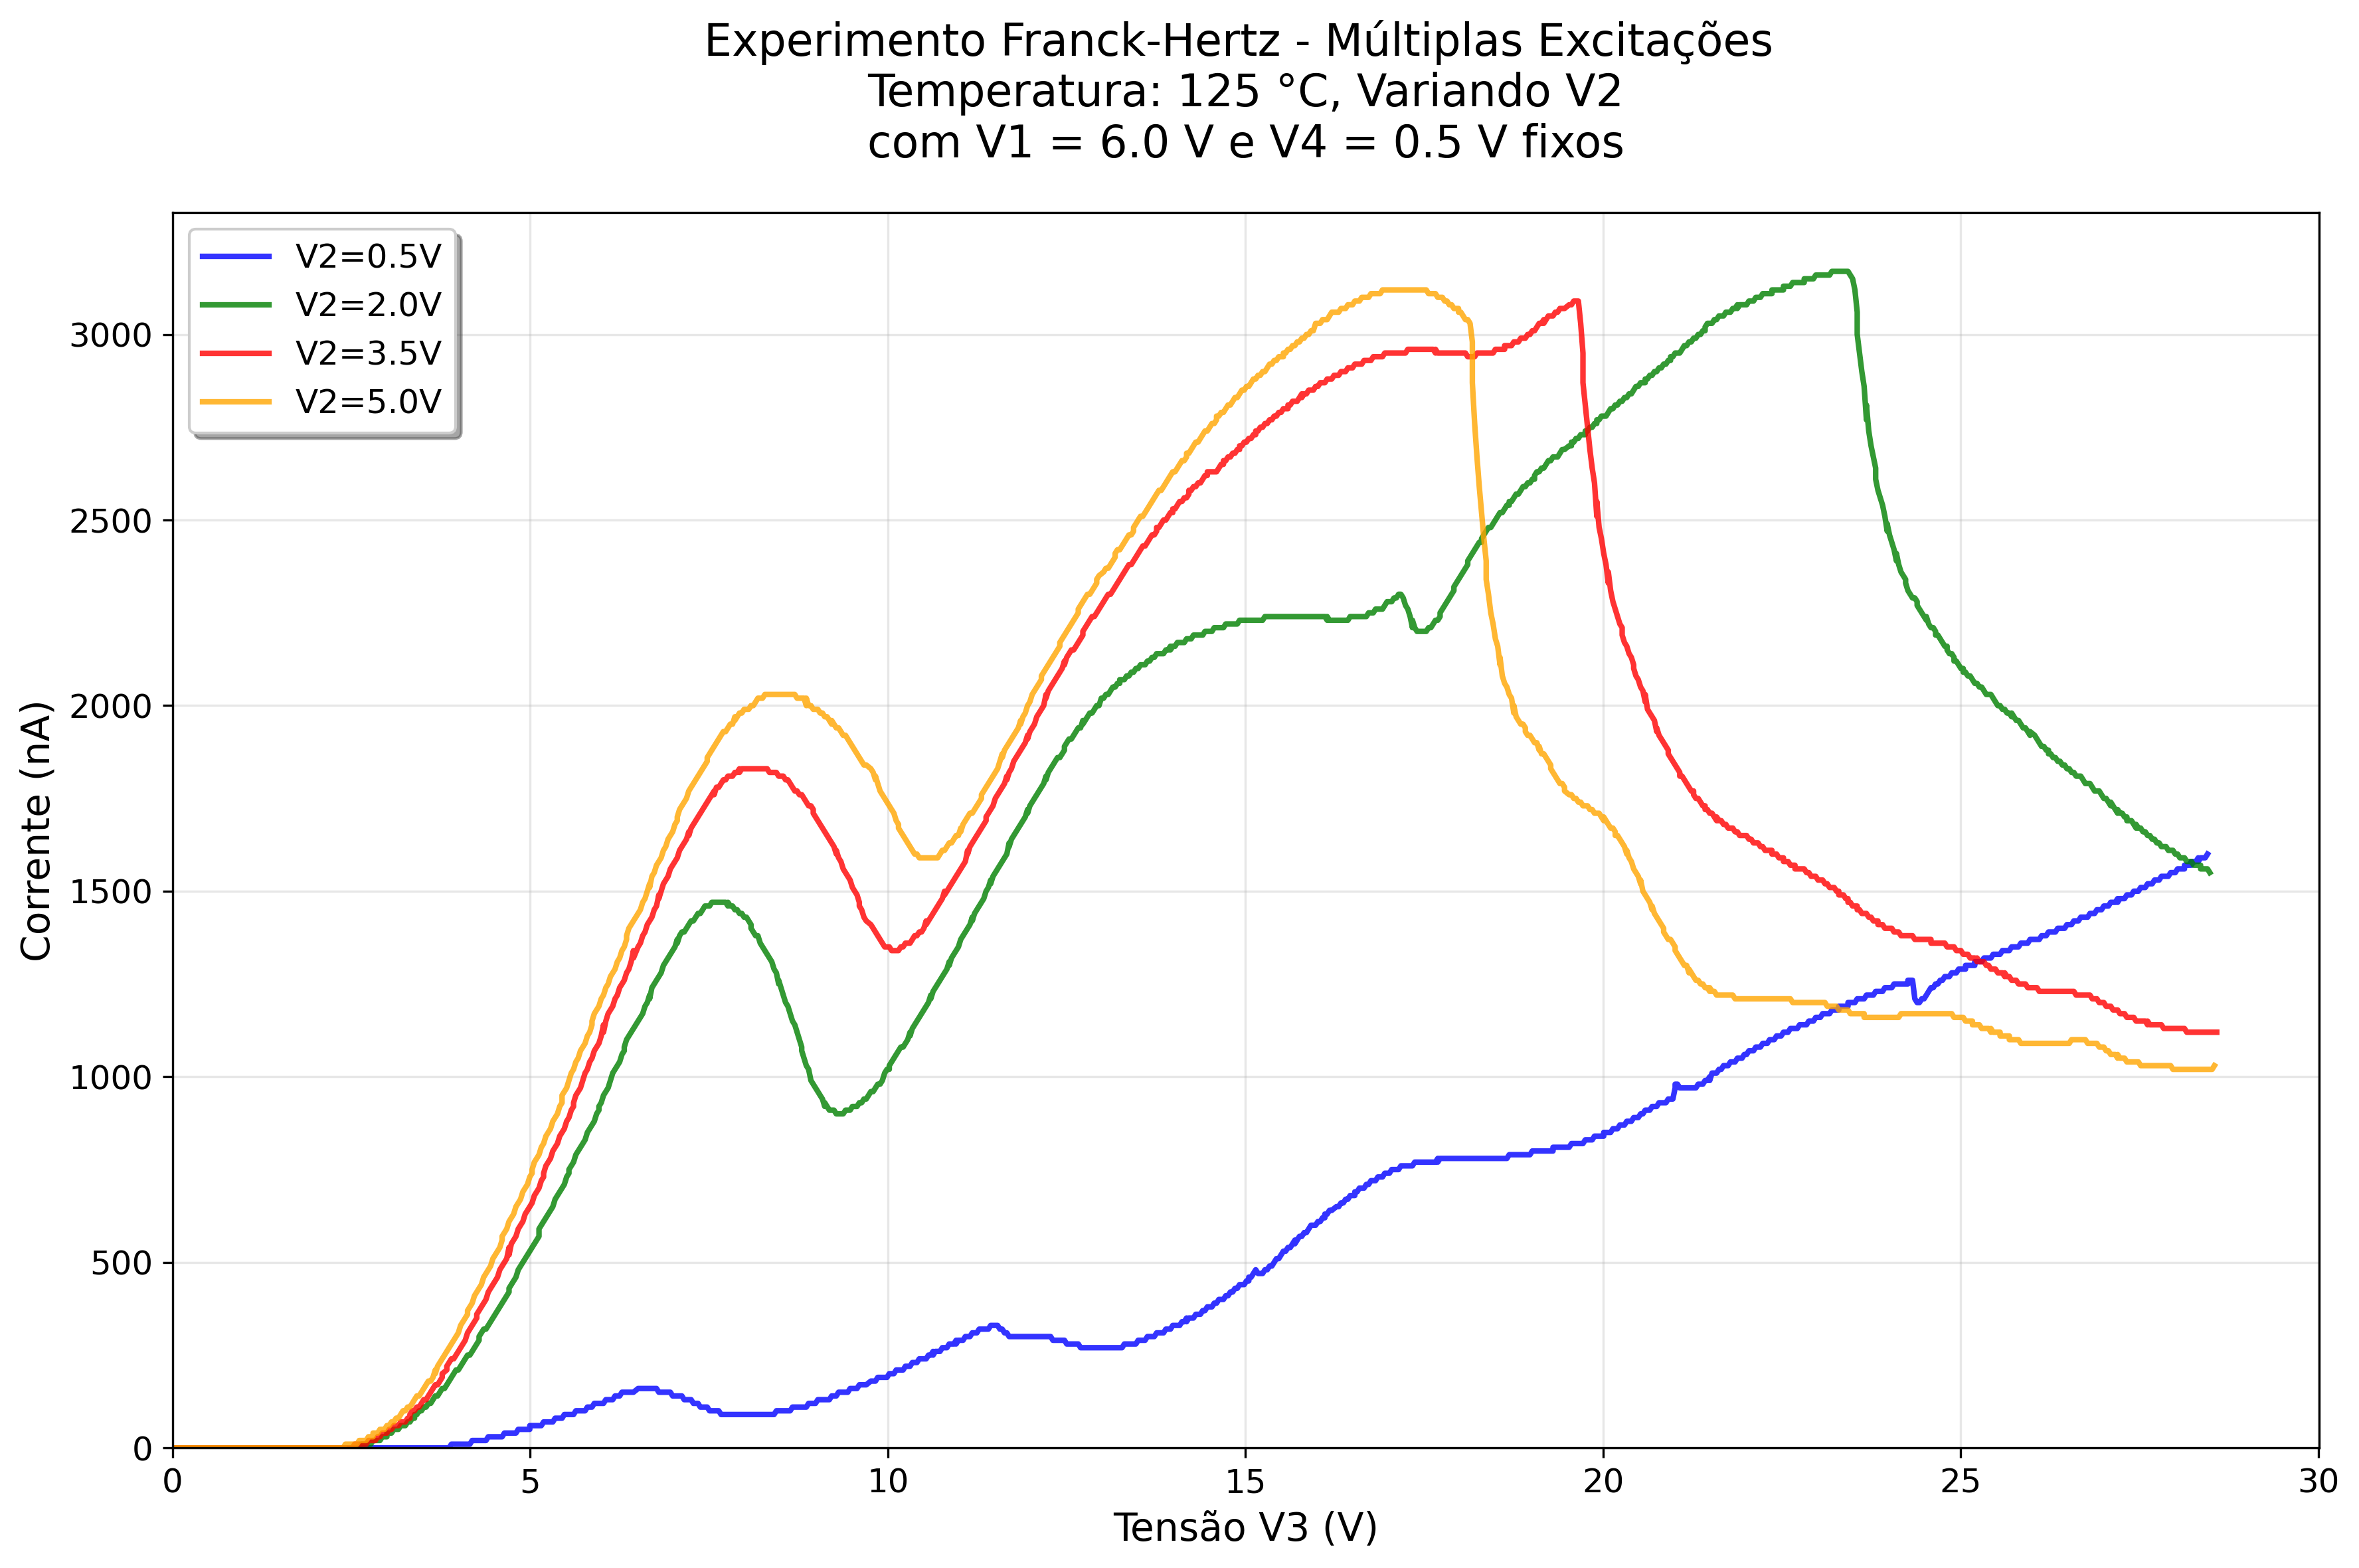 Experimento Franck-Hertz - Múltiplas Excitações
Temperatura: 125 °C, Variando V2
com V1 = 6.0 V e V4 = 0.5 V fixos
V2=0.5V
V2=2.0V
V2=3.5V
V2=5.0V
Corrente (nA)
3000
2500
2000
1500
1000
500
0
0 5 10 15 20 25 30
Tensão V3 (V)